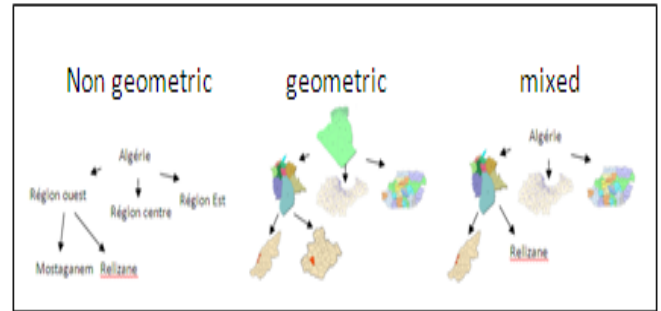 Non geometric
geometric
mixed
Algérie
Région ouest
Région centre
Région Est
Mostaganem
Relizane
Algérie
Relizane